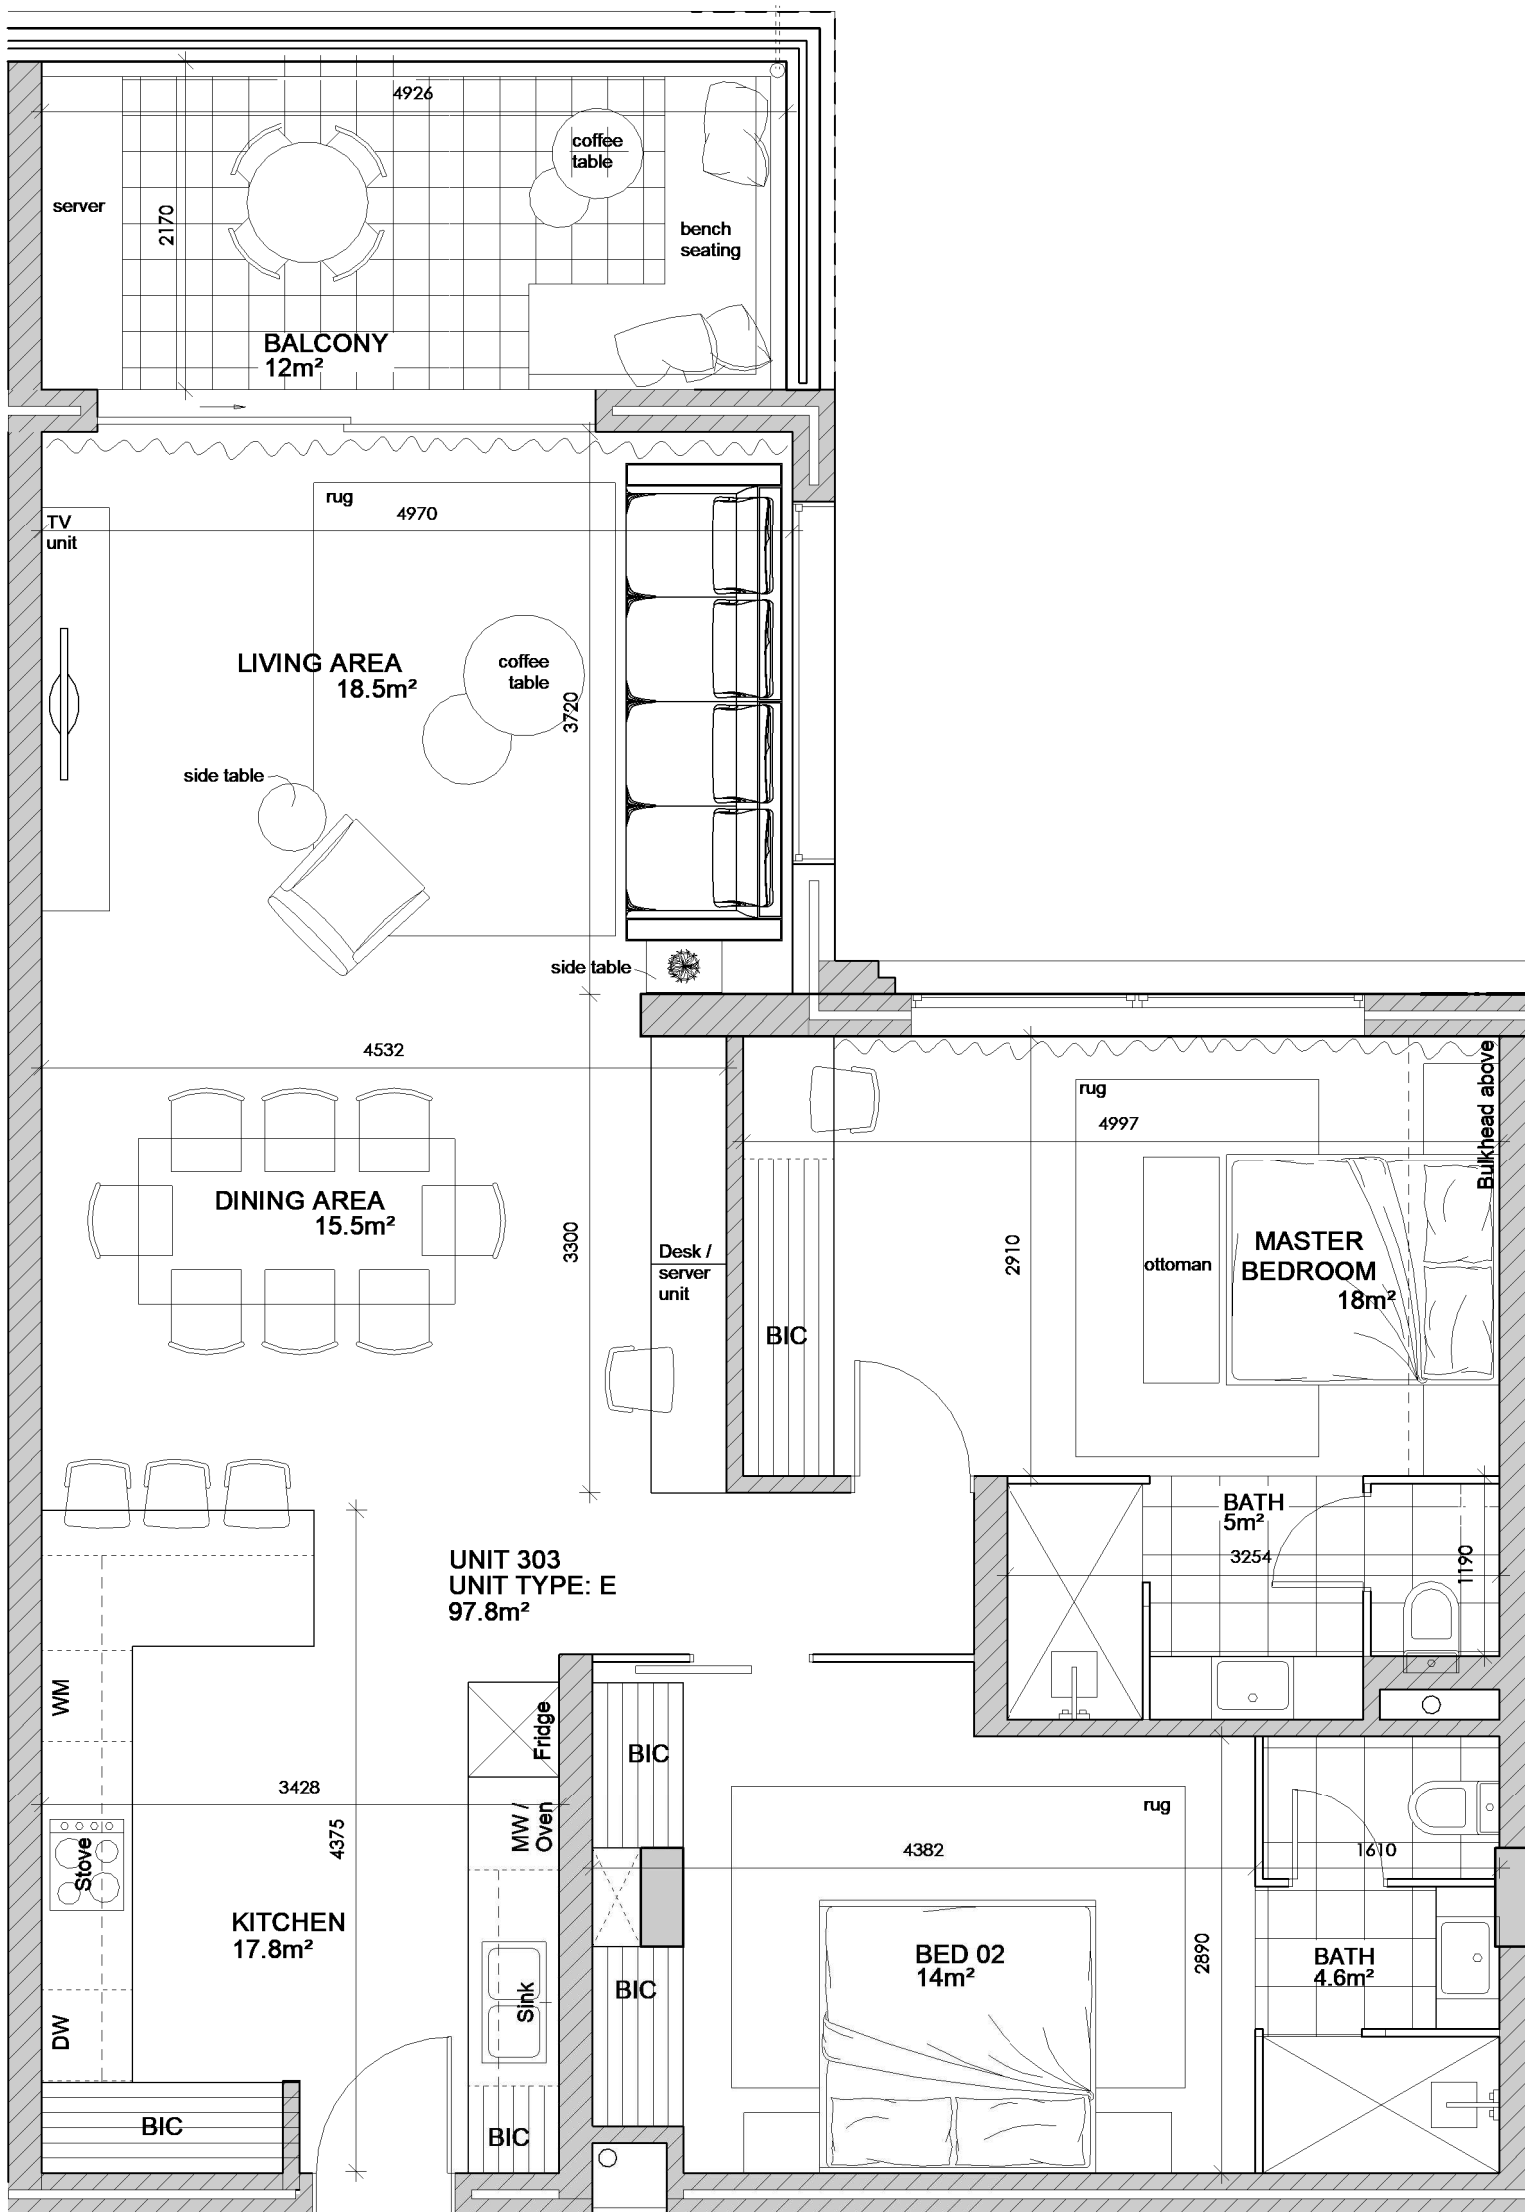 4926
coffee
table
server
2170
bench
seating
BALCONY
12m²
rug
4970
TV
unit
LIVING AREA
18.5m²
coffee
table
3720
side table
side table
4532
Bulkhead above
rug
4997
DINING AREA
15.5m²
3300
Desk /
server
unit
2910
ottoman
MASTER
BEDROOM
18m²
BIC
BATH
5m²
3254
1190
UNIT 303
UNIT TYPE: E
97.8m²
WM
Fridge
BIC
3428
4375
MW /
Oven
rug
Stove
4382
1610
KITCHEN
17.8m²
BED 02
14m²
2890
BATH
4.6m²
BIC
Sink
DW
BIC
BIC